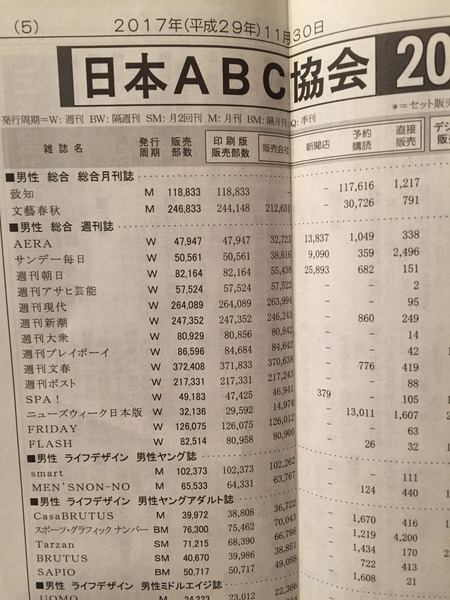 (5)
2017年(平成29年)11月30日
日本ABC協会 20
発行周期=W:週刊 BW:隔週刊 SM:月2回刊 M:月刊 BM:隔月刊 Q:季刊 *=セット販売
雑誌名 発行周期 販売部数 印刷版販売部数 販売会社 新聞店 予約購読 直接販売 デジ 販売
■男性 総合 総合月刊誌
致知 M 118,833 118,833 - - 117,616 1,217
文藝春秋 M 246,833 244,148 212,631 - 30,726 791
■男性 総合 週刊誌
AERA W 47,947 47,947 32,723 13,837 1,049 338
サンデー毎日 W 50,561 50,561 38,616 9,090 359 2,496
週刊朝日 W 82,164 82,164 55,438 25,893 682 151
週刊アサヒ芸能 W 57,524 57,524 57,522 - - 2
週刊現代 W 264,089 264,089 263,994 - - 95
週刊新潮 W 247,352 247,352 246,243 - 860 249
週刊大衆 W 80,929 80,856 80,842 - - 14
週刊プレイボーイ W 86,596 84,684 84,642 - - 42
週刊文春 W 372,408 371,833 370,638 - 776 419
週刊ポスト W 217,331 217,331 217,243 - - 88
SPA! W 49,183 47,425 46,941 379 - 105
ニューズウィーク日本版 W 32,136 29,592 14,974 - 13,011 1,607
FRIDAY W 126,075 126,075 126,012 - - 63
FLASH W 82,514 80,958 80,900 - 26 32
■男性 ライフデザイン 男性ヤング誌
smart M 102,373 102,373 102,262 - - 111
MEN'SNON-NO M 65,533 64,331 63,767 - 124 440
■男性 ライフデザイン 男性ヤングアダルト誌
CasaBRUTUS M 39,972 38,808 36,722 - 1,670 416
スポーツ・グラフィック ナンバー BM 76,300 75,462 70,043 - 1,219 4,200
Tarzan SM 71,215 68,390 66,786 - 1,434 170
BRUTUS SM 40,670 39,986 38,851 - 722 413
SAPIO BM 50,717 50,717 49,088 - 1,608 21
■男性 ライフデザイン 男性ミドルエイジ誌
UOMO M 23,012 22,366